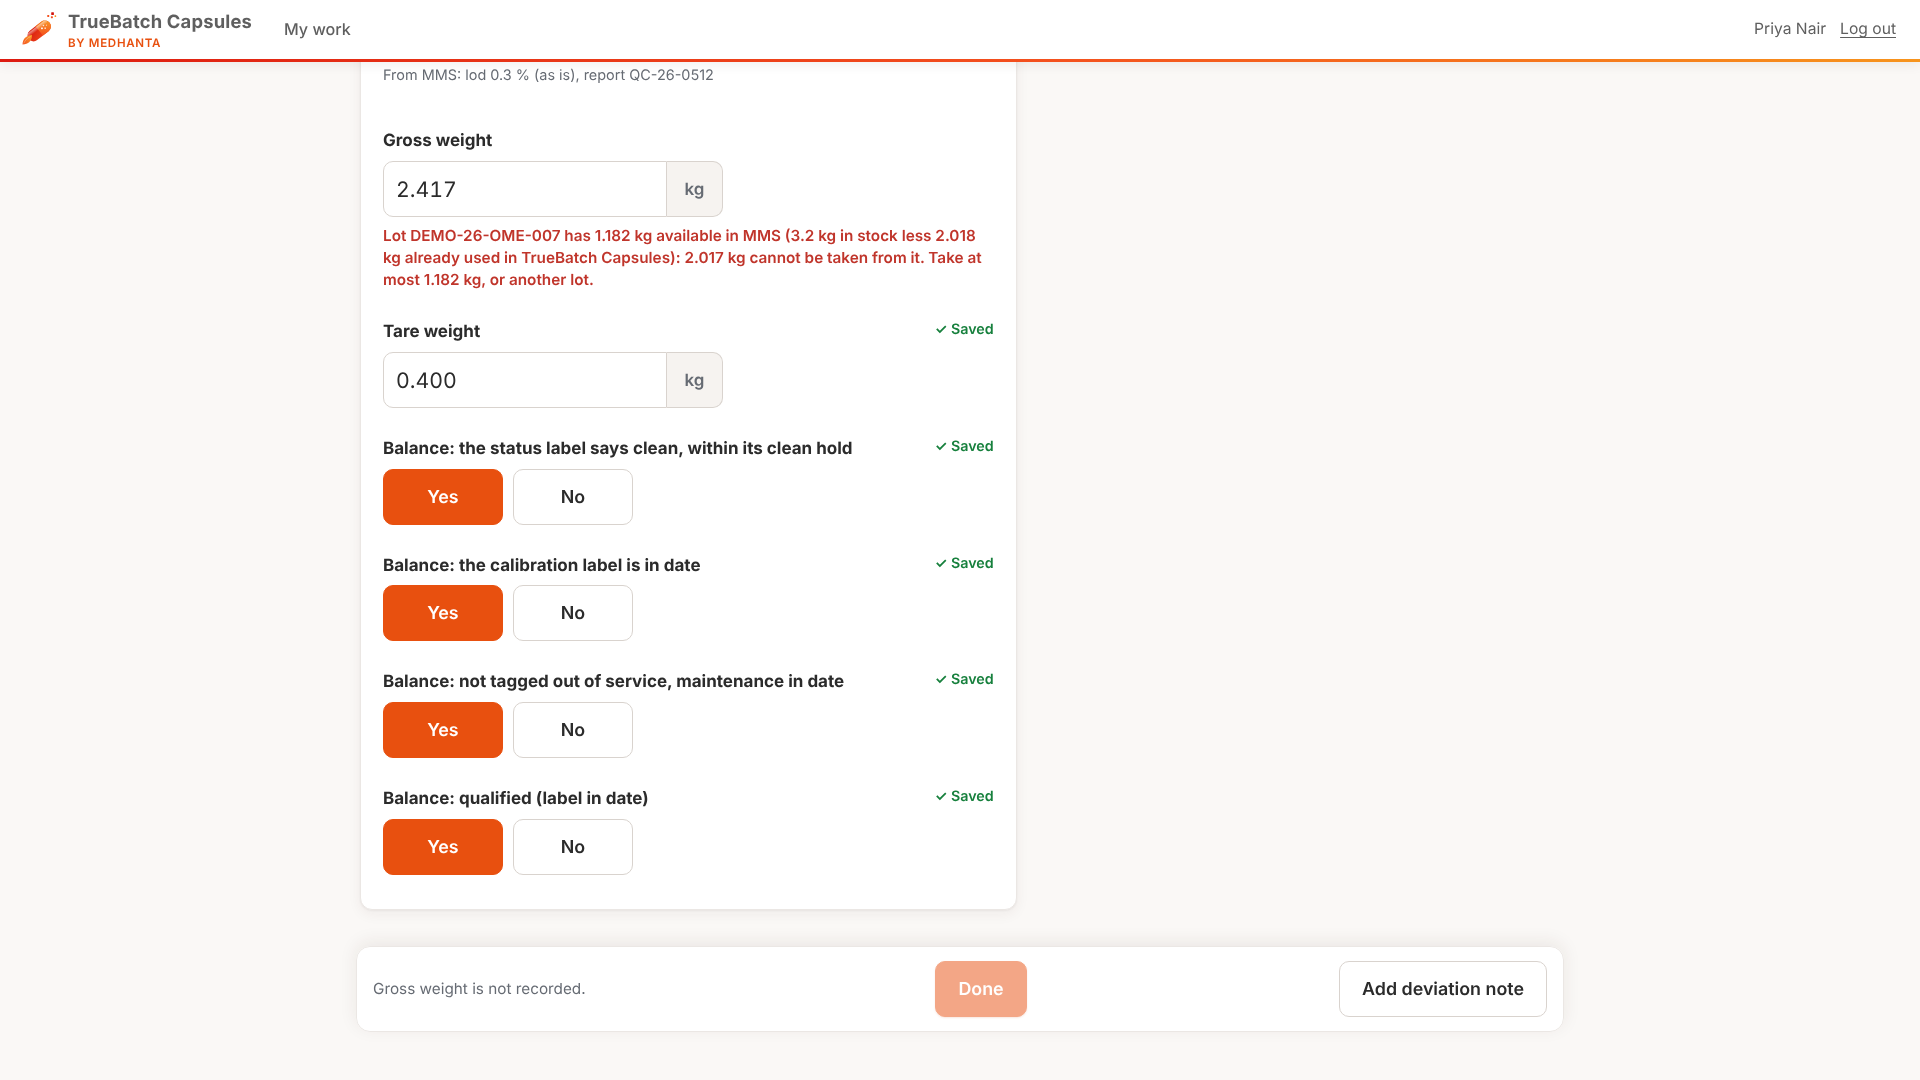 TrueBatch Capsules
BY MEDHANTA
My work
Priya Nair
Log out
From MMS: lod 0.3 % (as is), report QC-26-0512
Gross weight
2.417
kg
Lot DEMO-26-OME-007 has 1.182 kg available in MMS (3.2 kg in stock less 2.018
kg already used in TrueBatch Capsules): 2.017 kg cannot be taken from it. Take at
most 1.182 kg, or another lot.
Tare weight
✓ Saved
0.400
kg
Balance: the status label says clean, within its clean hold
✓ Saved
Yes
No
Balance: the calibration label is in date
✓ Saved
Yes
No
Balance: not tagged out of service, maintenance in date
✓ Saved
Yes
No
Balance: qualified (label in date)
✓ Saved
Yes
No
Gross weight is not recorded.
Done
Add deviation note